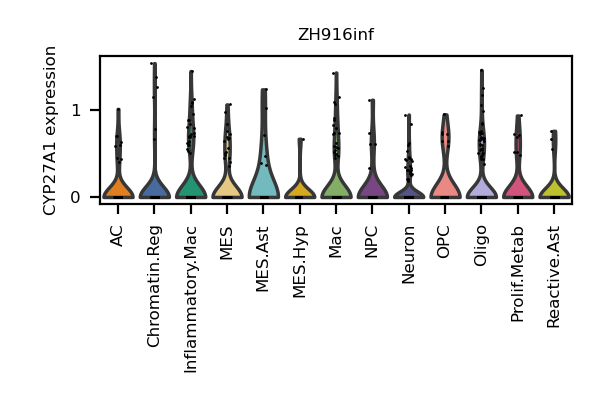 ZH916inf
CYP27A1 expression
1
0
AC
Chromatin.Reg
Inflammatory.Mac
MES
MES.Ast
MES.Hyp
Mac
NPC
Neuron
OPC
Oligo
Prolif.Metab
Reactive.Ast